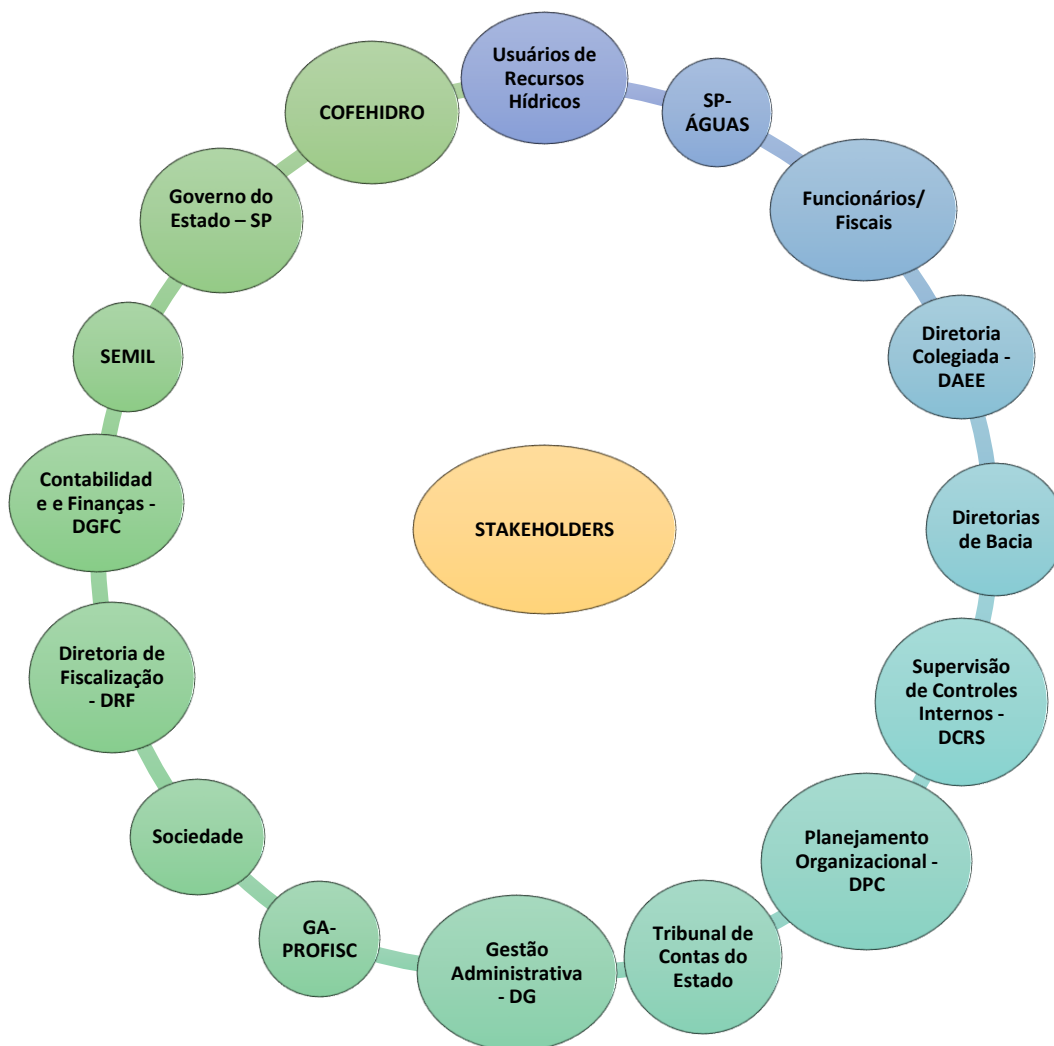 Usuários de
Recursos
Hídricos
SP-
ÁGUAS
Funcionários/
Fiscais
Diretoria
Colegiada -
DAEE
Diretorias
de Bacia
Supervisão
de Controles
Internos -
DCRS
Planejamento
Organizacional -
DPC
Tribunal de
Contas do
Estado
Gestão
Administrativa
- DG
GA-
PROFISC
Sociedade
Diretoria de
Fiscalização
- DRF
Contabilidad
e e Finanças -
DGFC
SEMIL
Governo do
Estado – SP
COFEHIDRO
STAKEHOLDERS